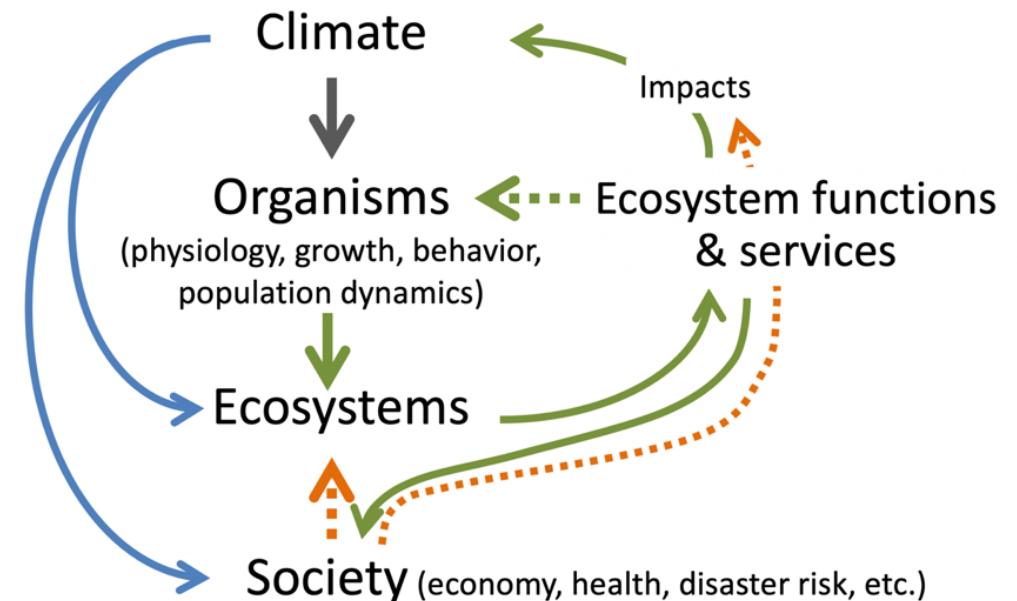 Climate
Impacts
Organisms
(physiology, growth, behavior,
population dynamics)
Ecosystem functions
& services
Ecosystems
Society (economy, health, disaster risk, etc.)